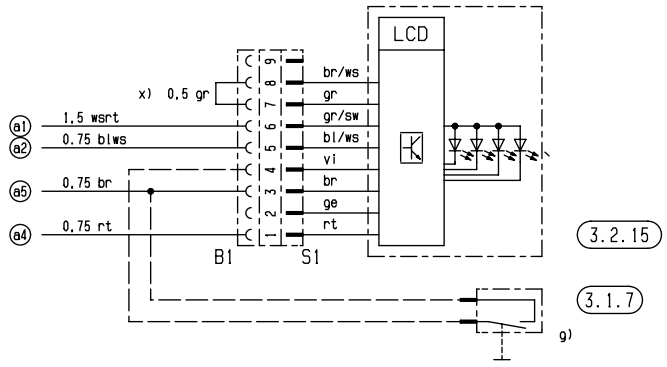 LCD
9
8
7
6
5
4
3
2
1
br/ws
gr
gr/sw
bl/ws
vi
br
ge
rt
x) 0,5 gr
a1 1,5 wsrt
a2 0.75 blws
a5 0,75 br
a4 0,75 rt
B1 S1
3.2.15
3.1.7
g)